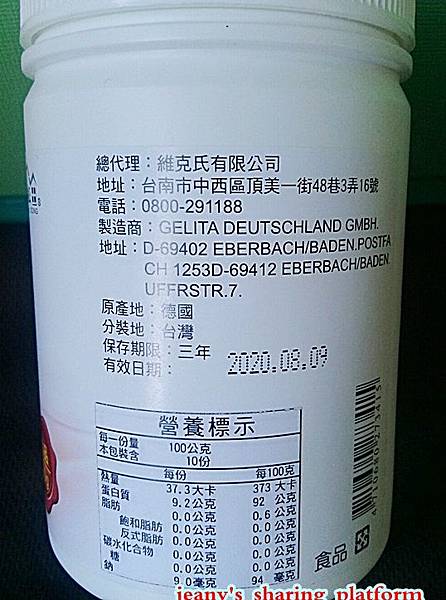 總代理：維克氏有限公司
地址：台南市中西區頂美一街48巷3弄16號
電話：0800-291188
製造商：GELITA DEUTSCHLAND GMBH.
地址：D-69402 EBERBACH/BADEN.POSTFA
CH 1253D-69412 EBERBACH/BADEN.
UFFRSTR.7.
原產地：德國
分裝地：台灣
保存期限：三年
有效日期：2020.08.09
營養標示
每一份量 100公克
本包裝含 10份
每份 每100克
熱量 37.3大卡 373 大卡
蛋白質 9.2公克 92 公克
脂肪 0.0公克 0.6 公克
飽和脂肪 0.0公克 0.0 公克
反式脂肪 0.0公克 0.0 公克
碳水化合物 0.0公克 0.0 公克
糖 0.0公克 0.0 公克
鈉 9.0毫克 94 毫克
食品
jeany's sharing platform